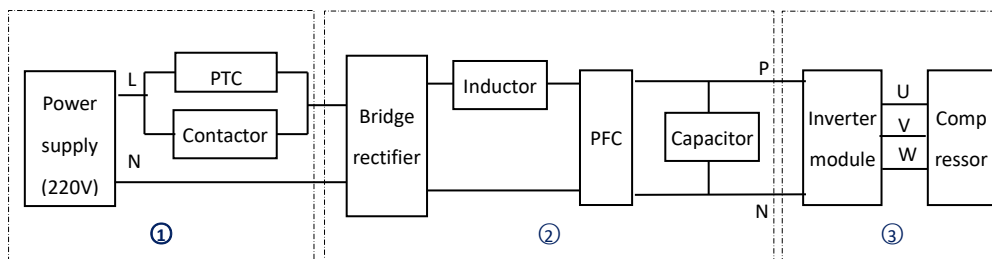 Power
supply
(220V)
L
N
PTC
Contactor
①
Bridge
rectifier
Inductor
PFC
Capacitor
P
N
②
Inverter
module
U
V
W
Comp
ressor
③